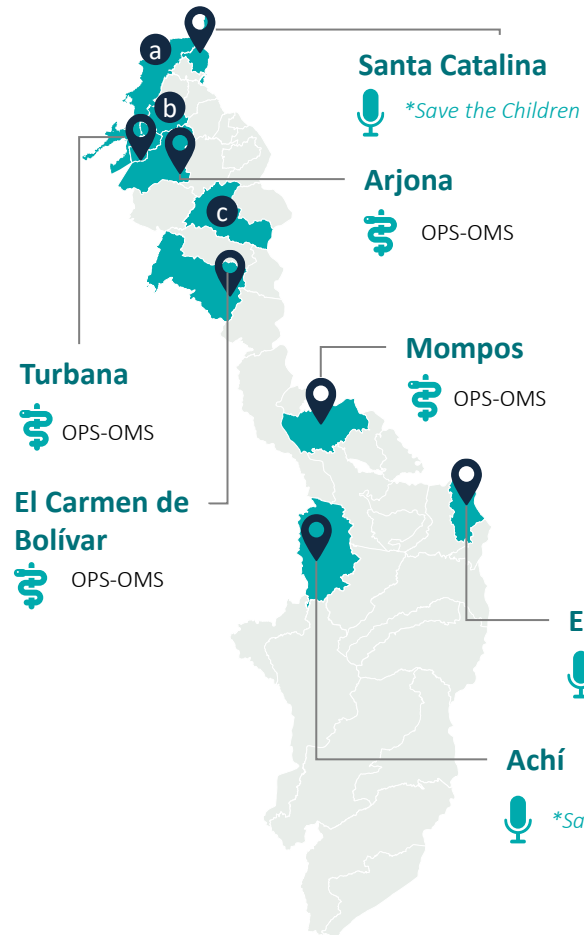 a
Santa Catalina
*Save the Children
b
Arjona
OPS-OMS
c
Turbana
OPS-OMS
Mompos
OPS-OMS
El Carmen de
Bolívar
OPS-OMS
E
Achí
*Sa